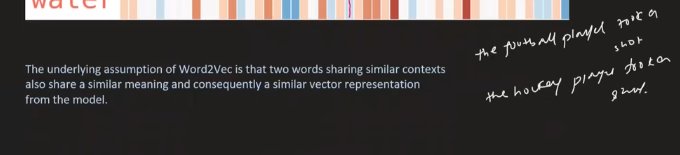 water
The underlying assumption of Word2Vec is that two words sharing similar contexts
also share a similar meaning and consequently a similar vector representation
from the model.
the football player took a
shot
the hockey player took a
shot.